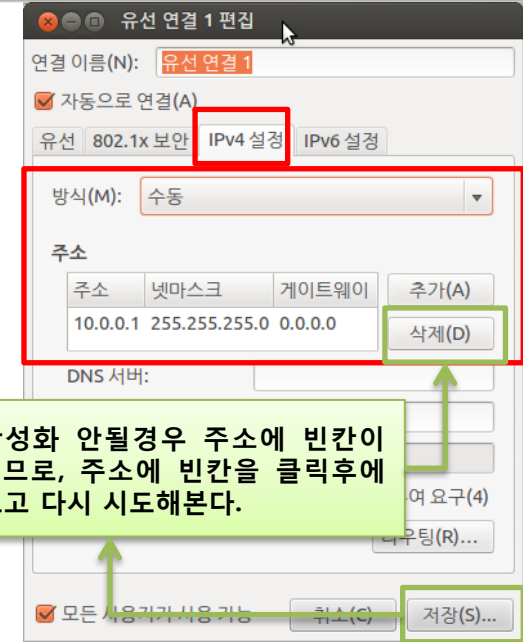 유선 연결 1 편집
연결 이름(N): 유선 연결 1
자동으로 연결(A)
유선 802.1x 보안 IPv4 설정 IPv6 설정
방식(M): 수동
주소
주소 넷마스크 게이트웨이 추가(A)
10.0.0.1 255.255.255.0 0.0.0.0 삭제(D)
DNS 서버:
성화 안될경우 주소에 빈칸이
므로, 주소에 빈칸을 클릭후에
고 다시 시도해본다.
여 요구(4)
라우팅(R)...
모든 사용자가 사용 가능 취소(C) 저장(S)...